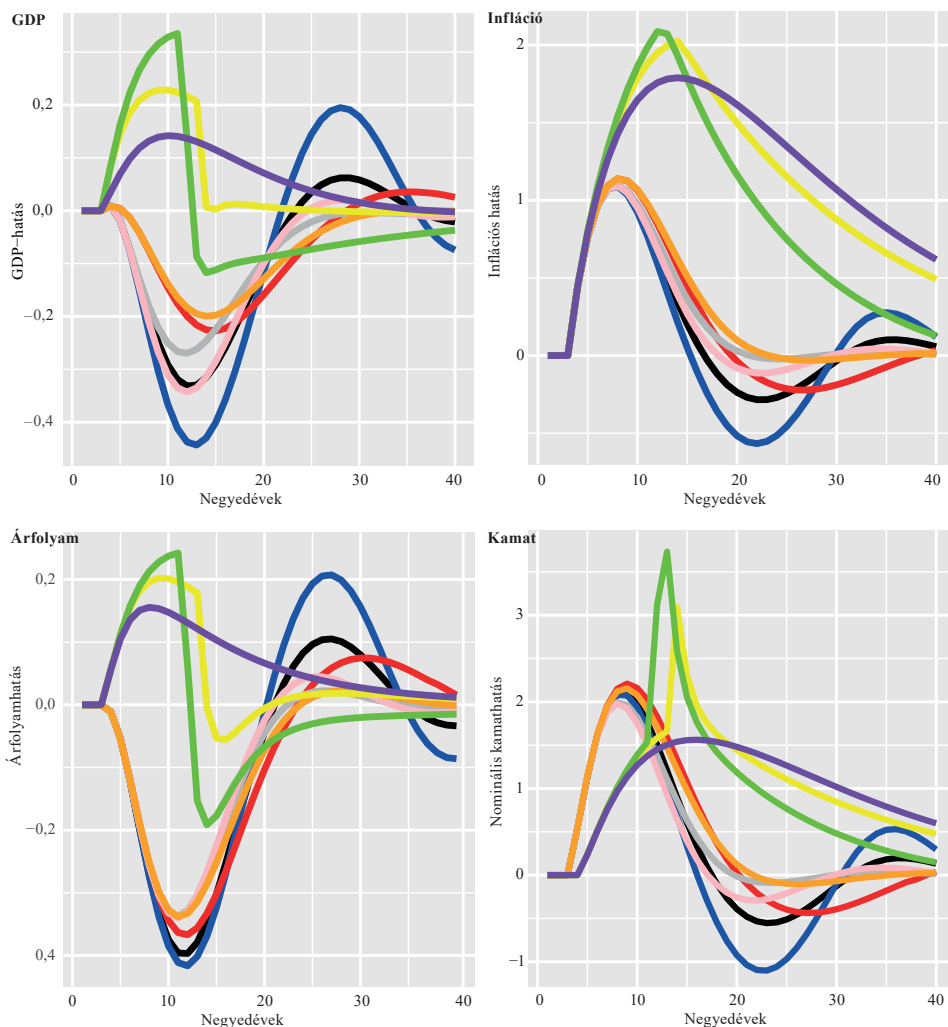 GDP
GDP–hatás
0,2
0,0
–0,2
–0,4
0 10 20 30 40
Negyedévek
Infláció
Inflációs hatás
2
1
0
0 10 20 30 40
Negyedévek
Árfolyam
Árfolyamhatás
0,2
0,0
–0,2
0,4
0 10 20 30 40
Negyedévek
Kamat
Nominális kamathatás
3
2
1
0
–1
0 10 20 30 40
Negyedévek